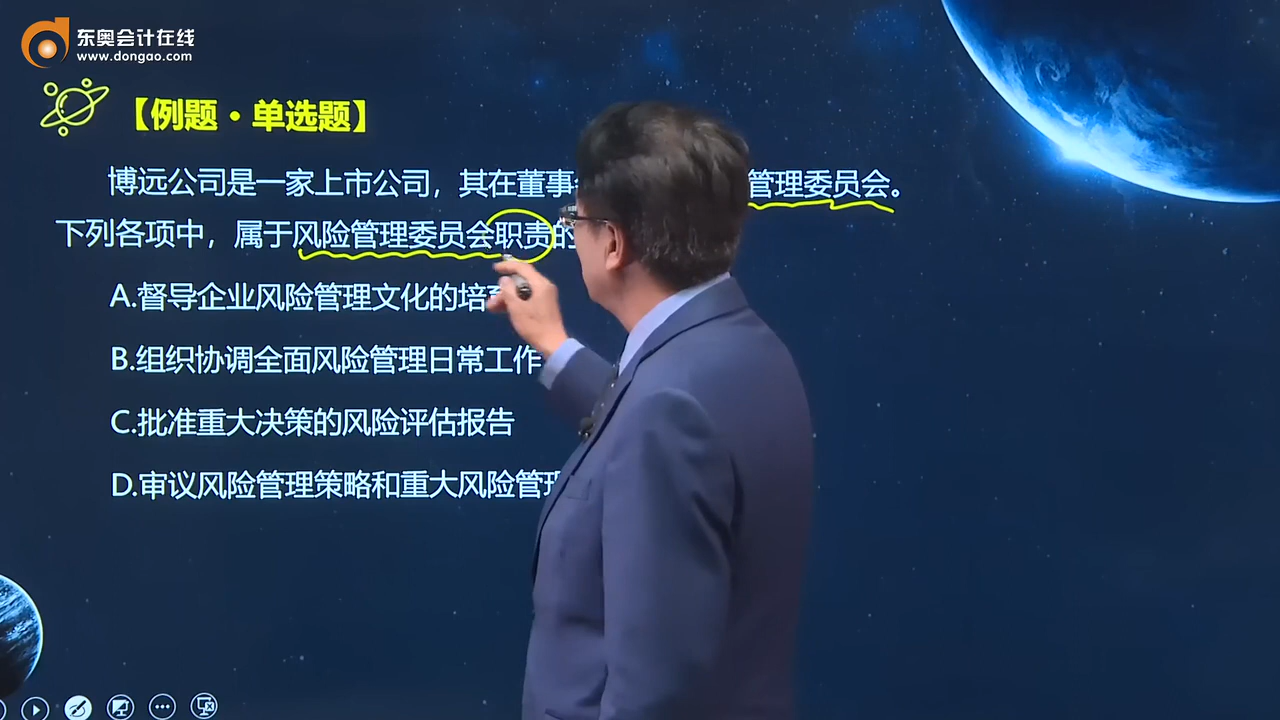 东奥会计在线
www.dongao.com
【例题·单选题】
博远公司是一家上市公司，其在董事 管理委员会。
下列各项中，属于风险管理委员会职责的
A.督导企业风险管理文化的培
B.组织协调全面风险管理日常工作
C.批准重大决策的风险评估报告
D.审议风险管理策略和重大风险管